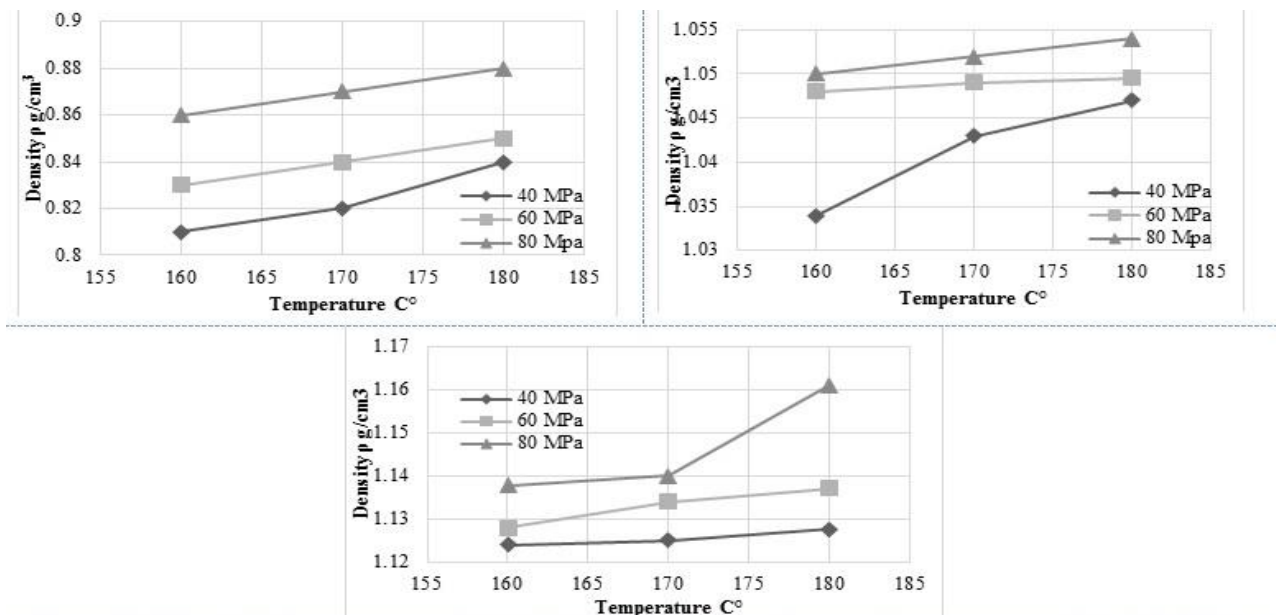 0.9
0.88
0.86
0.84
0.82
0.8
Density ρ g/cm³
40 MPa
60 MPa
80 Mpa
155 160 165 170 175 180 185
Temperature C°
1.055
1.05
1.045
1.04
1.035
1.03
Density ρ g/cm3
40 MPa
60 MPa
80 Mpa
155 160 165 170 175 180 185
Temperature C°
1.17
1.16
1.15
1.14
1.13
1.12
Density ρ g/cm3
40 MPa
60 MPa
80 MPa
155 160 165 170 175 180 185
Temperature C°